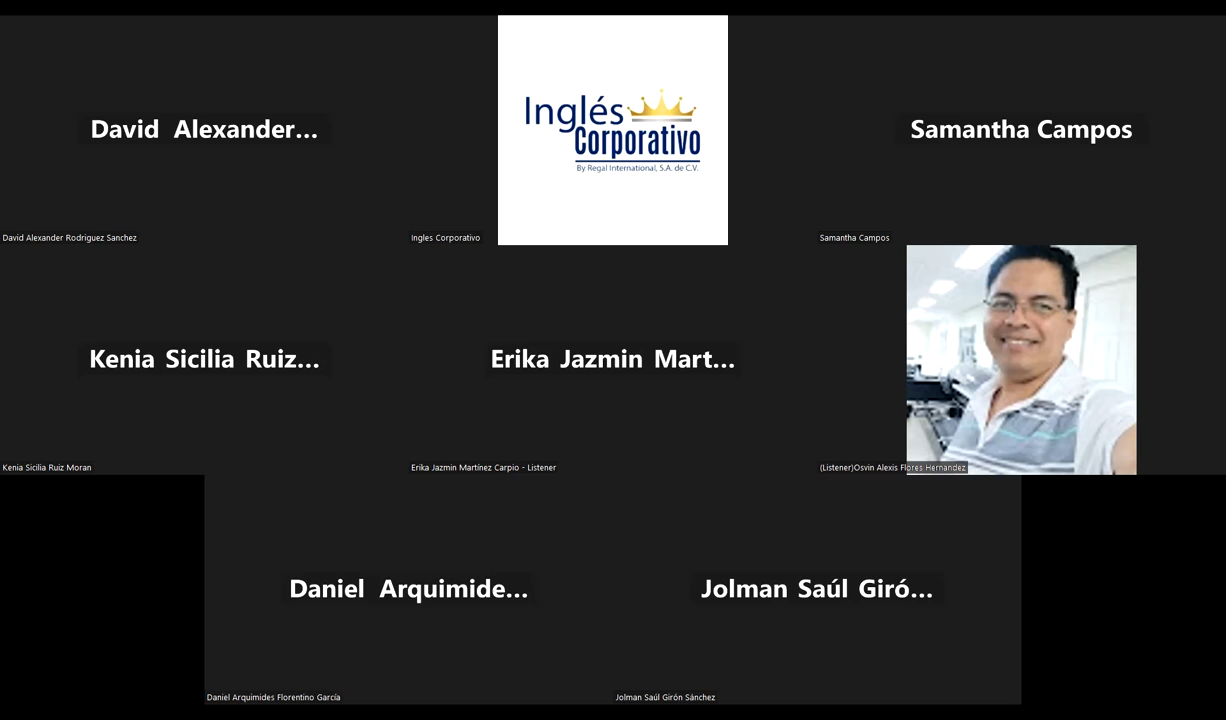 David Alexander...
Inglés
Corporativo
By Regal International, S.A. de C.V.
Samantha Campos
David Alexander Rodriguez Sanchez
Ingles Corporativo
Samantha Campos
Kenia Sicilia Ruiz...
Erika Jazmin Mart...
Kenia Sicilia Ruiz Moran
Erika Jazmin Martínez Carpio - Listener
(Listener)Osvin Alexis Flores Hernandez
Daniel Arquimide...
Jolman Saúl Giró...
Daniel Arquimides Florentino García
Jolman Saúl Girón Sánchez